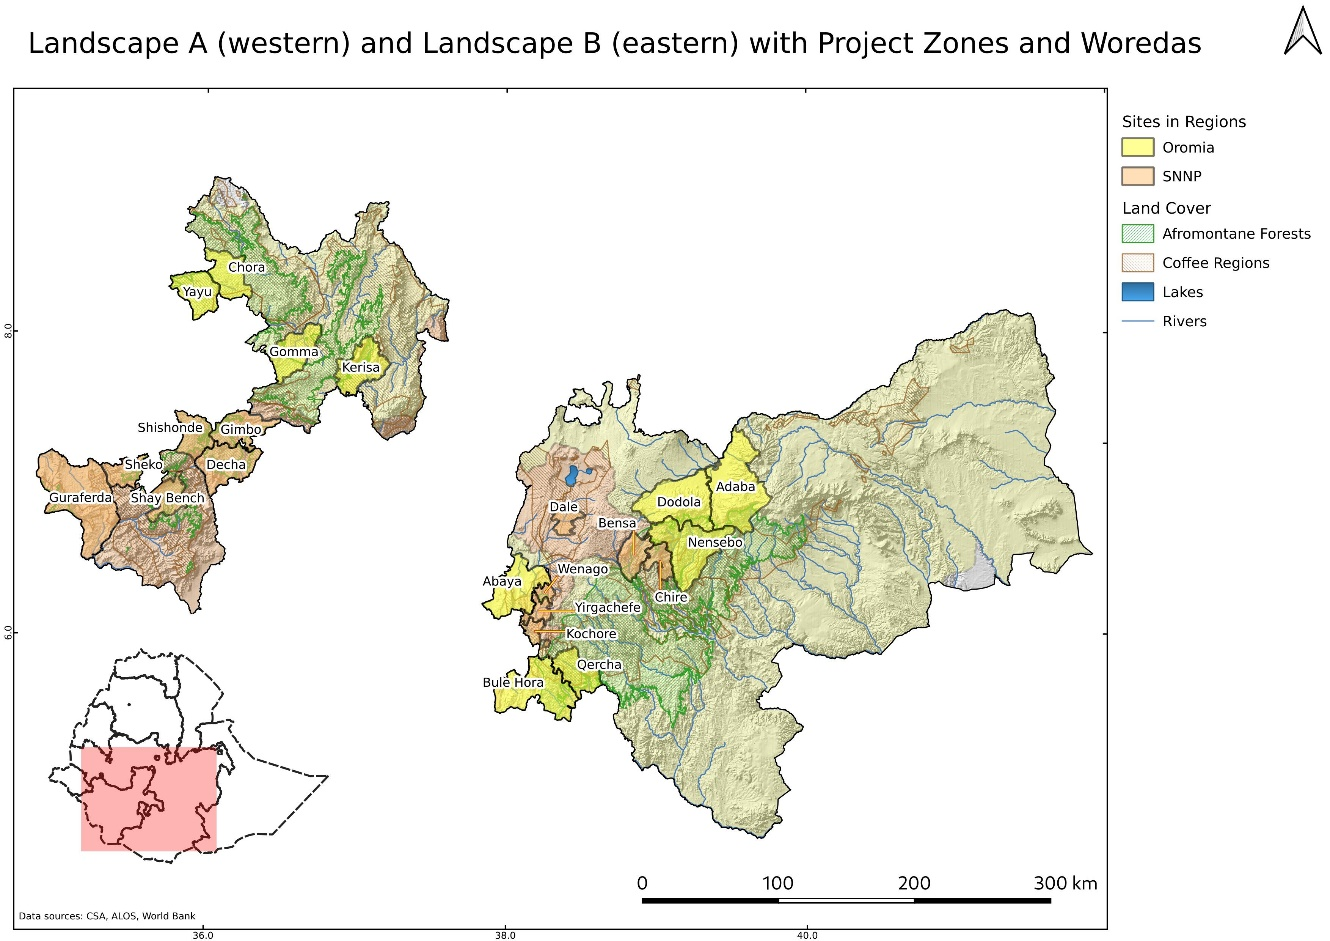 Landscape A (western) and Landscape B (eastern) with Project Zones and Woredas
Sites in Regions
Oromia
SNNP
Land Cover
Afromontane Forests
Coffee Regions
Lakes
Rivers
Chora
Yayu
Gomma
Kerisa
Shishonde
Gimbo
Sheko
Decha
Guraferda
Shay Bench
Adaba
Dodola
Dale
Bensa
Nensebo
Wenago
Abaya
Chire
Yirgachefe
Kochore
Qercha
Bule Hora
8.0
6.0
0 100 200 300 km
Data sources: CSA, ALOS, World Bank
36.0 38.0 40.0